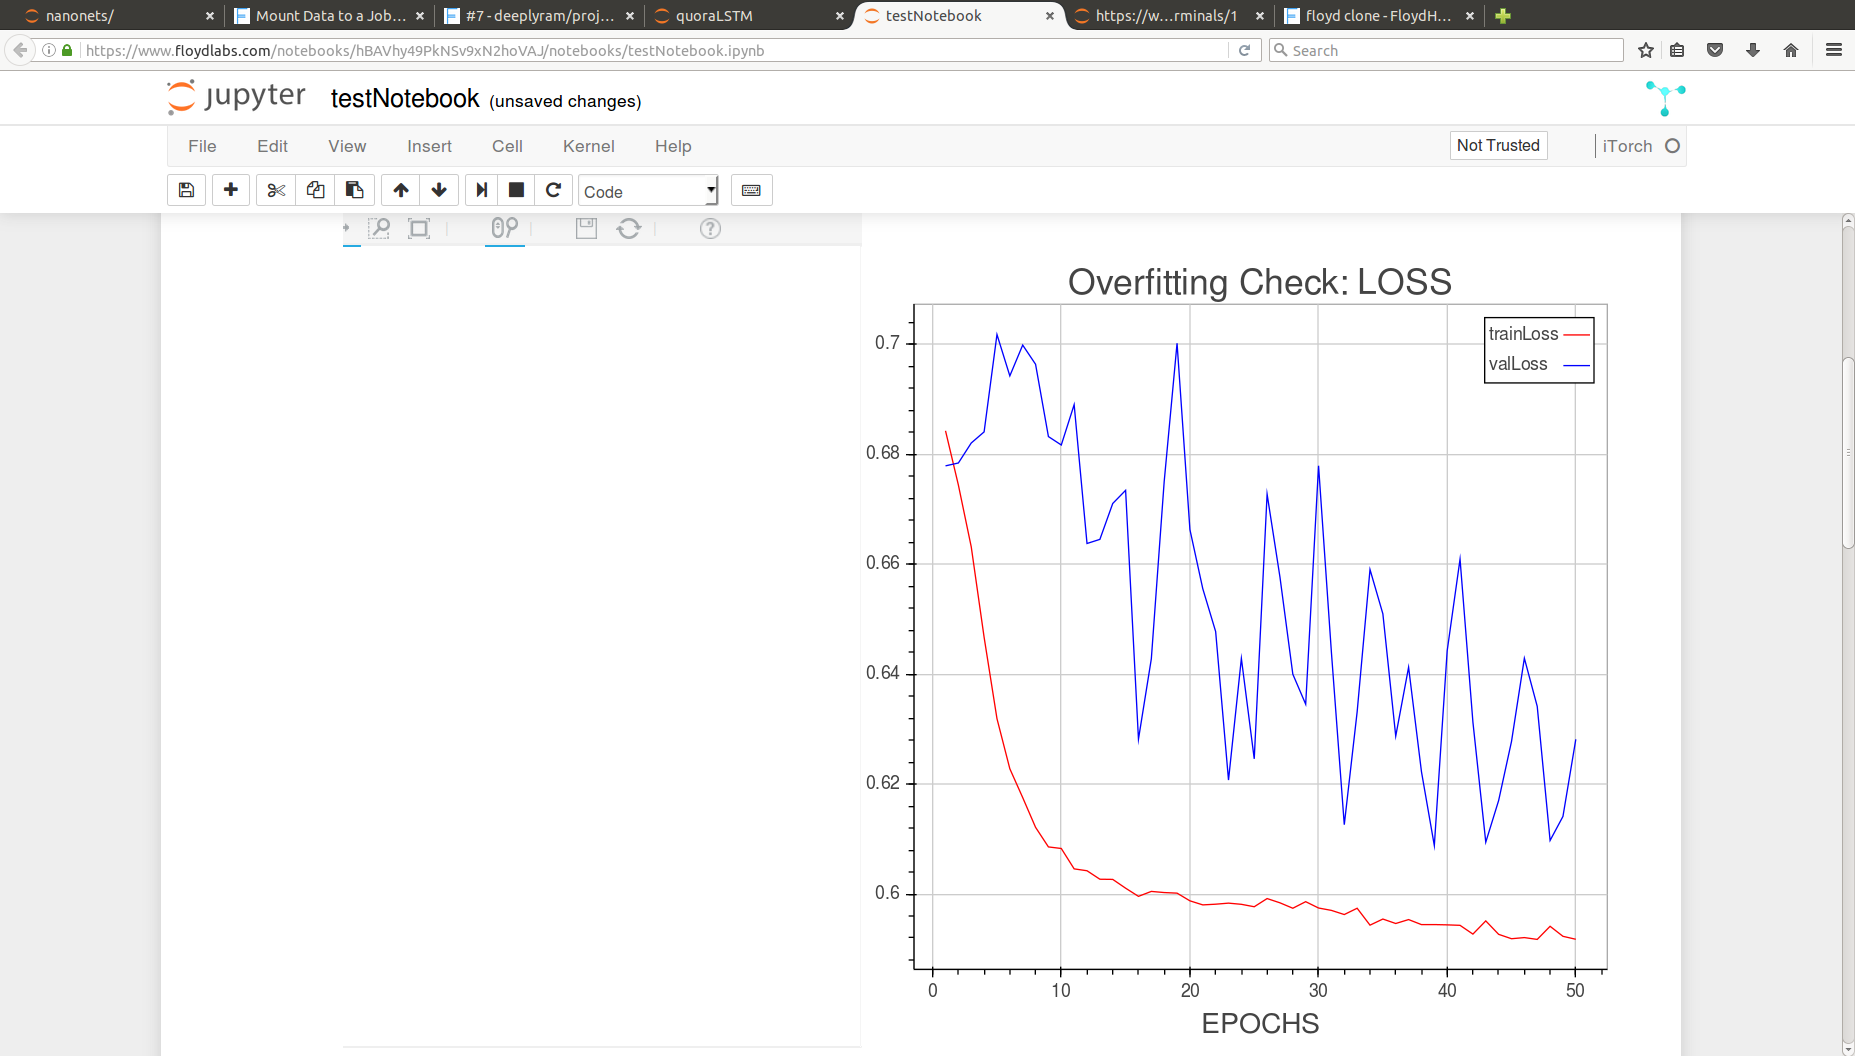 nanonets/
Mount Data to a Job...
#7 - deeplyram/proj...
quoraLSTM
testNotebook
https://w...rminals/1
floyd clone - FloydH...
https://www.floydlabs.com/notebooks/hBAVhy49PkNSv9xN2hoVAJ/notebooks/testNotebook.ipynb
Search
jupyter testNotebook (unsaved changes)
File Edit View Insert Cell Kernel Help
Not Trusted
iTorch
Code
Overfitting Check: LOSS
trainLoss
valLoss
0.7
0.68
0.66
0.64
0.62
0.6
0 10 20 30 40 50
EPOCHS